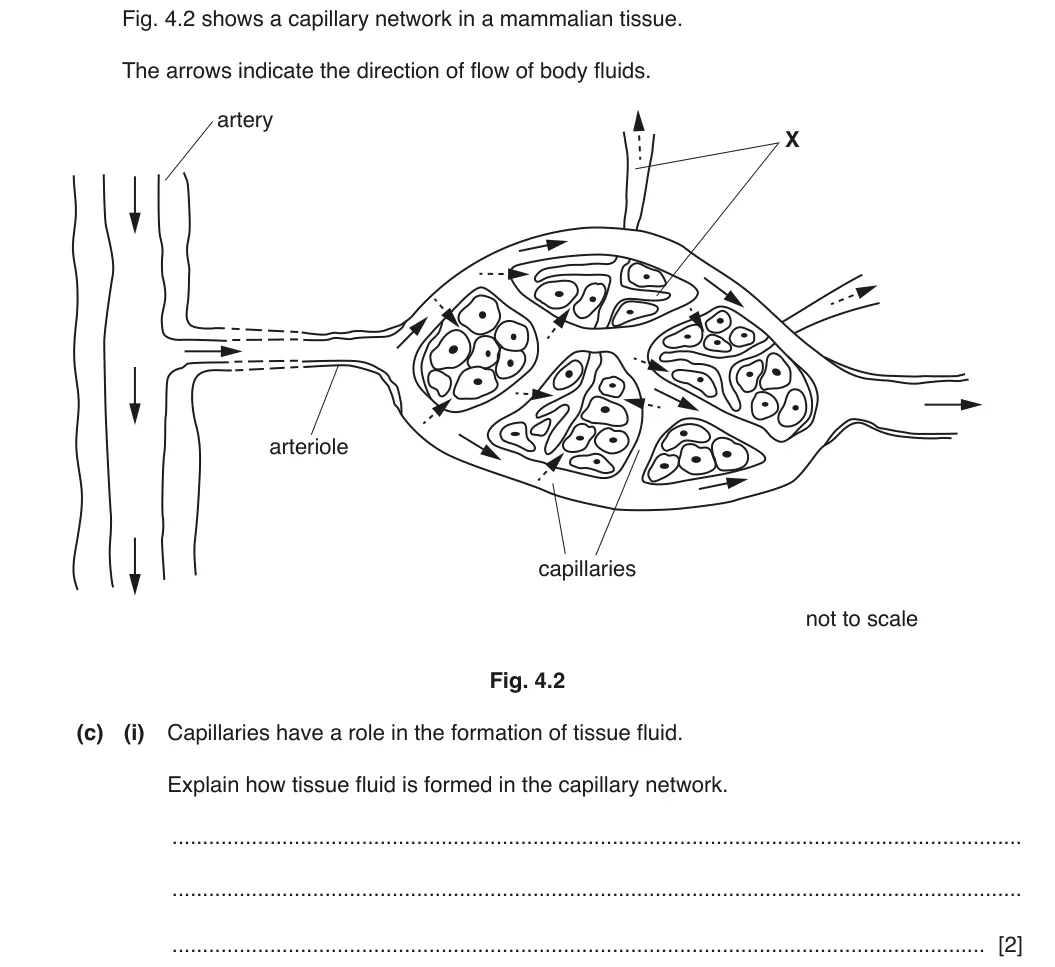 Fig. 4.2 shows a capillary network in a mammalian tissue.
The arrows indicate the direction of flow of body fluids.
artery
X
arteriole
capillaries
not to scale
Fig. 4.2
(c) (i) Capillaries have a role in the formation of tissue fluid.
Explain how tissue fluid is formed in the capillary network.
[2]